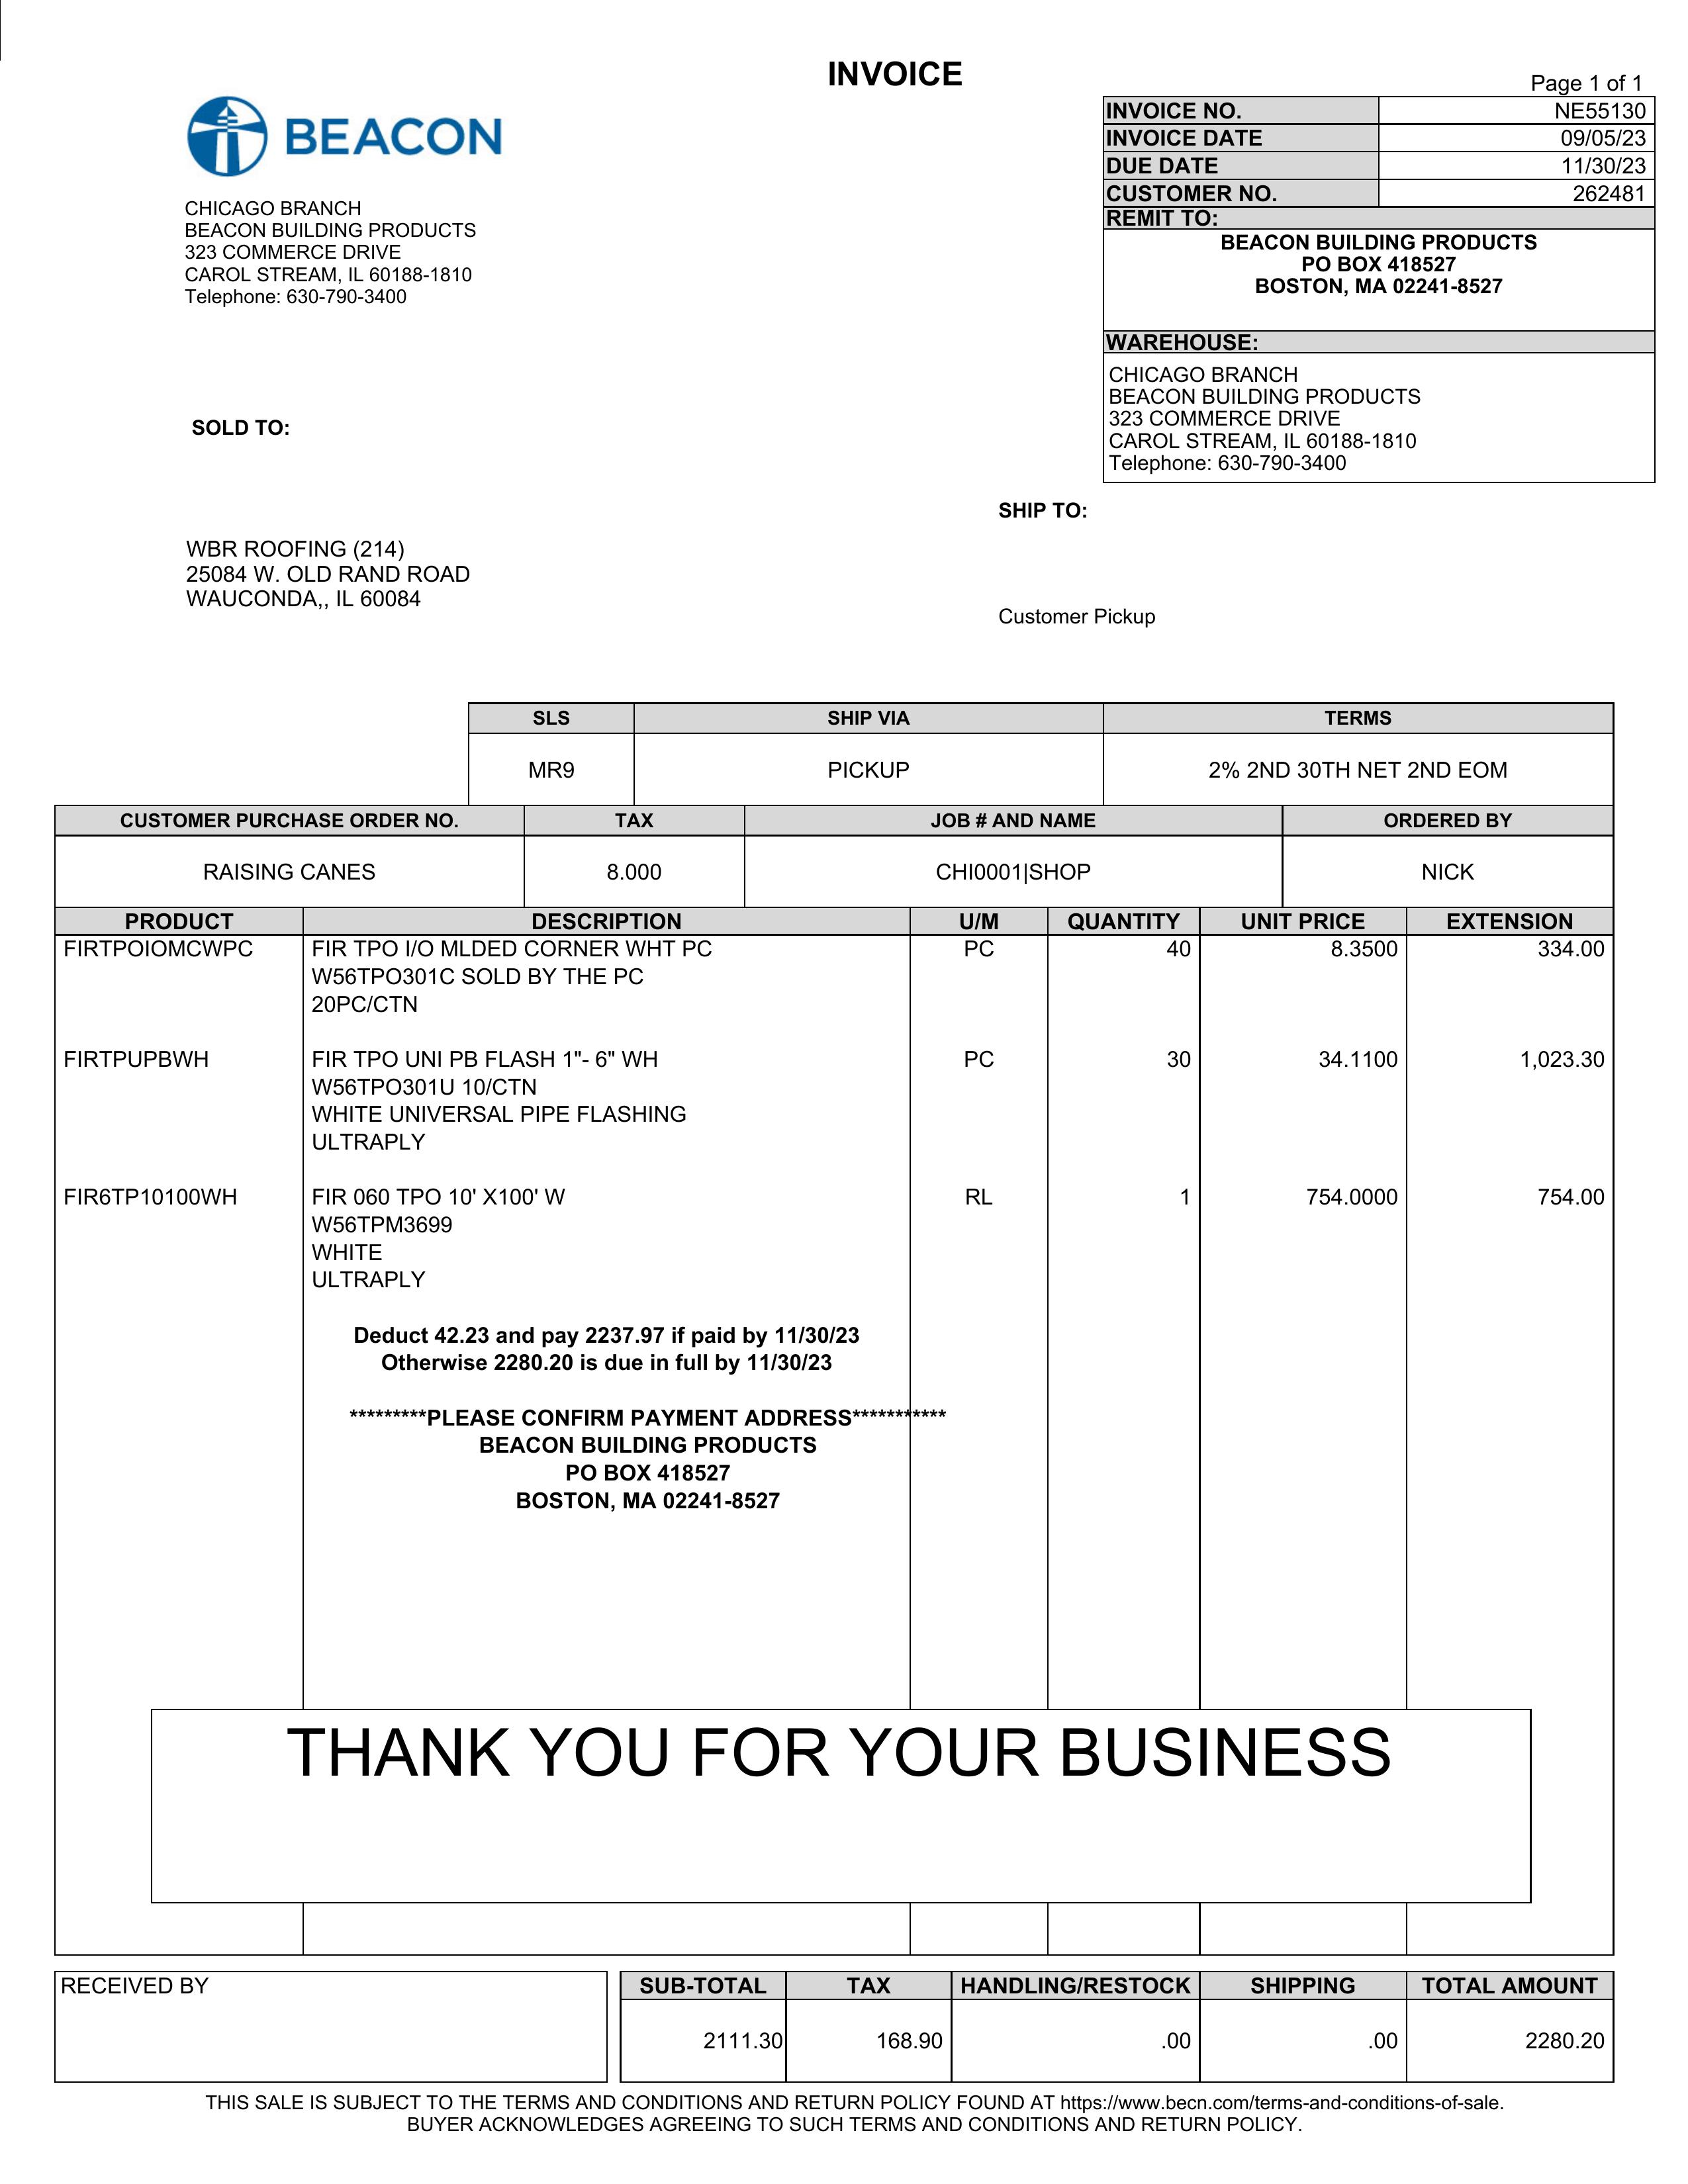 INVOICE
Page 1 of 1
BEACON
CHICAGO BRANCH
BEACON BUILDING PRODUCTS
323 COMMERCE DRIVE
CAROL STREAM, IL 60188-1810
Telephone: 630-790-3400
INVOICE NO. NE55130
INVOICE DATE 09/05/23
DUE DATE 11/30/23
CUSTOMER NO. 262481
REMIT TO:
BEACON BUILDING PRODUCTS
PO BOX 418527
BOSTON, MA 02241-8527
WAREHOUSE:
CHICAGO BRANCH
BEACON BUILDING PRODUCTS
323 COMMERCE DRIVE
CAROL STREAM, IL 60188-1810
Telephone: 630-790-3400
SOLD TO:
WBR ROOFING (214)
25084 W. OLD RAND ROAD
WAUCONDA,, IL 60084
SHIP TO:
Customer Pickup
SLS SHIP VIA TERMS
MR9 PICKUP 2% 2ND 30TH NET 2ND EOM
CUSTOMER PURCHASE ORDER NO. TAX JOB # AND NAME ORDERED BY
RAISING CANES 8.000 CHI0001|SHOP NICK
PRODUCT DESCRIPTION U/M QUANTITY UNIT PRICE EXTENSION
FIRTPOIOMCWPC FIR TPO I/O MLDED CORNER WHT PC PC 40 8.3500 334.00
W56TPO301C SOLD BY THE PC
20PC/CTN
FIRTPUPBWH FIR TPO UNI PB FLASH 1"- 6" WH PC 30 34.1100 1,023.30
W56TPO301U 10/CTN
WHITE UNIVERSAL PIPE FLASHING
ULTRAPLY
FIR6TP10100WH FIR 060 TPO 10' X100' W RL 1 754.0000 754.00
W56TPM3699
WHITE
ULTRAPLY
Deduct 42.23 and pay 2237.97 if paid by 11/30/23
Otherwise 2280.20 is due in full by 11/30/23
*********PLEASE CONFIRM PAYMENT ADDRESS***********
BEACON BUILDING PRODUCTS
PO BOX 418527
BOSTON, MA 02241-8527
THANK YOU FOR YOUR BUSINESS
RECEIVED BY
SUB-TOTAL TAX HANDLING/RESTOCK SHIPPING TOTAL AMOUNT
2111.30 168.90 .00 .00 2280.20
THIS SALE IS SUBJECT TO THE TERMS AND CONDITIONS AND RETURN POLICY FOUND AT https://www.becn.com/terms-and-conditions-of-sale.
BUYER ACKNOWLEDGES AGREEING TO SUCH TERMS AND CONDITIONS AND RETURN POLICY.